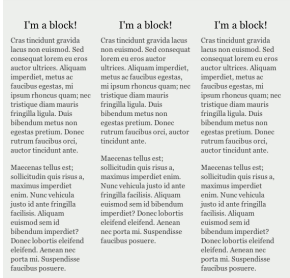 I'm a block!
Cras tincidunt gravida
lacus non euismod. Sed
consequat lorem eu eros
auctor ultrices. Aliquam
imperdiet, metus ac
faucibus egestas, mi
ipsum rhoncus quam; nec
tristique diam mauris
fringilla ligula. Duis
bibendum metus non
egestas pretium. Donec
rutrum faucibus orci, auctor
tincidunt ante.
Maecenas tellus est;
sollicitudin quis risus a,
maximus imperdiet
enim. Nunc vehicula
justo id ante fringilla
facilisis. Aliquam
euismod sem id
bibendum imperdiet?
Donec lobortis eleifend
eleifend. Aenean nec
porta mi. Suspendisse
faucibus posuere.
I'm a block!
Cras tincidunt gravida lacus
non euismod. Sed consequat
lorem eu eros auctor
ultrices. Aliquam imperdiet,
metus ac faucibus egestas,
mi ipsum rhoncus quam;
nec tristique diam mauris
fringilla ligula. Duis
bibendum metus non
egestas pretium. Donec
rutrum faucibus orci, auctor
tincidunt ante.
Maecenas tellus est;
sollicitudin quis risus a,
maximus imperdiet enim.
Nunc vehicula justo id ante
fringilla facilisis. Aliquam
euismod sem id bibendum
imperdiet? Donec lobortis
eleifend eleifend. Aenean
nec porta mi. Suspendisse
faucibus posuere.
I'm a block!
Cras tincidunt gravida
lacus non euismod. Sed
consequat lorem eu eros
auctor ultrices. Aliquam
imperdiet, metus ac
faucibus egestas, mi
ipsum rhoncus quam; nec
tristique diam mauris
fringilla ligula. Duis
bibendum metus non
egestas pretium. Donec
rutrum faucibus orci, auctor
tincidunt ante.
Maecenas tellus est;
sollicitudin quis risus a,
maximus imperdiet
enim. Nunc vehicula
justo id ante fringilla
facilisis. Aliquam
euismod sem id
bibendum imperdiet?
Donec lobortis eleifend
eleifend. Aenean nec
porta mi. Suspendisse
faucibus posuere.